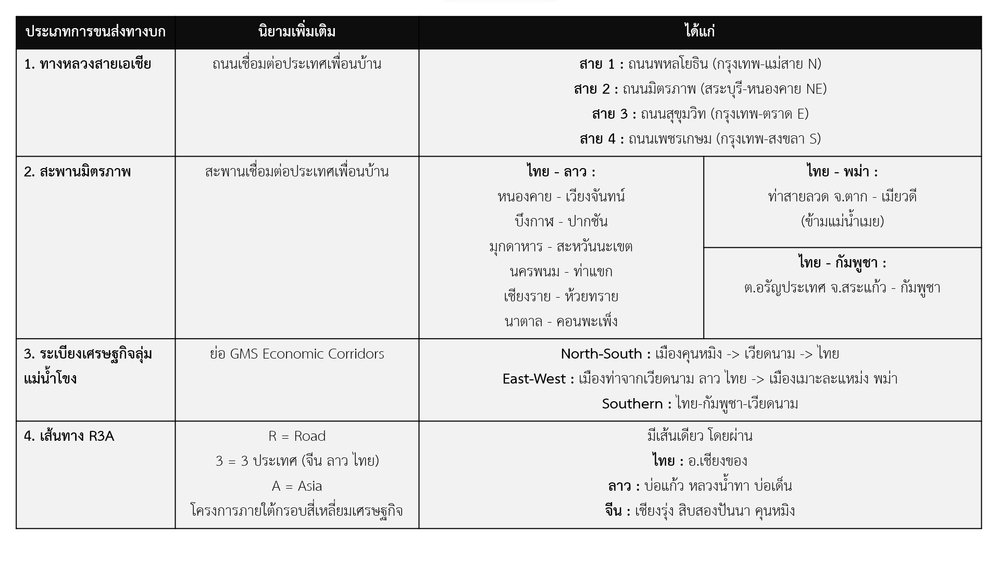 ประเภทการขนส่งทางบก
นิยามเพิ่มเติม
ได้แก่
1. ทางหลวงสายเอเชีย
ถนนเชื่อมต่อประเทศเพื่อนบ้าน
สาย 1 : ถนนพหลโยธิน (กรุงเทพ-แม่สาย N)
สาย 2 : ถนนมิตรภาพ (สระบุรี-หนองคาย NE)
สาย 3 : ถนนสุขุมวิท (กรุงเทพ-ตราด E)
สาย 4 : ถนนเพชรเกษม (กรุงเทพ-สงขลา S)
2. สะพานมิตรภาพ
สะพานเชื่อมต่อประเทศเพื่อนบ้าน
ไทย - ลาว :
หนองคาย - เวียงจันทน์
บึงกาฬ - ปากชัน
มุกดาหาร - สะหวันนะเขต
นครพนม - ท่าแขก
เชียงราย - ห้วยทราย
นาตาล - คอนพะเพ็ง
ไทย - พม่า :
ท่าสายลวด จ.ตาก - เมียวดี
(ข้ามแม่น้ำเมย)
ไทย - กัมพูชา :
ต.อรัญประเทศ จ.สระแก้ว - กัมพูชา
3. ระเบียงเศรษฐกิจลุ่ม
แม่น้ำโขง
ย่อ GMS Economic Corridors
North-South : เมืองคุนหมิง -> เวียดนาม -> ไทย
East-West : เมืองท่าจากเวียดนาม ลาว ไทย -> เมืองเมาะละแหม่ง พม่า
Southern : ไทย-กัมพูชา-เวียดนาม
4. เส้นทาง R3A
R = Road
3 = 3 ประเทศ (จีน ลาว ไทย)
A = Asia
โครงการภายใต้กรอบสี่เหลี่ยมเศรษฐกิจ
มีเส้นเดียว โดยผ่าน
ไทย : อ.เชียงของ
ลาว : บ่อแก้ว หลวงน้ำทา บ่อเด็น
จีน : เชียงรุ่ง สิบสองปันนา คุนหมิง